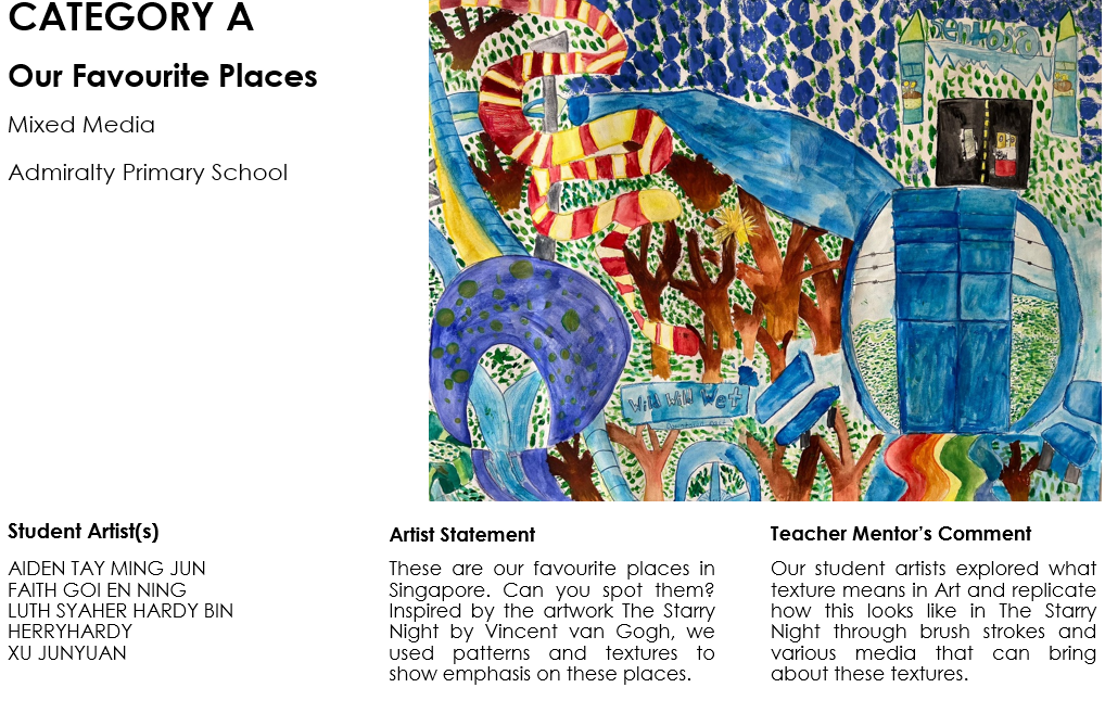 CATEGORY A
Our Favourite Places
Mixed Media
Admiralty Primary School
sentosa
Wild Wild Wet
Student Artist(s)
AIDEN TAY MING JUN
FAITH GOI EN NING
LUTH SYAHER HARDY BIN
HERRYHARDY
XU JUNYUAN
Artist Statement
These are our favourite places in
Singapore. Can you spot them?
Inspired by the artwork The Starry
Night by Vincent van Gogh, we
used patterns and textures to
show emphasis on these places.
Teacher Mentor’s Comment
Our student artists explored what
texture means in Art and replicate
how this looks like in The Starry
Night through brush strokes and
various media that can bring
about these textures.